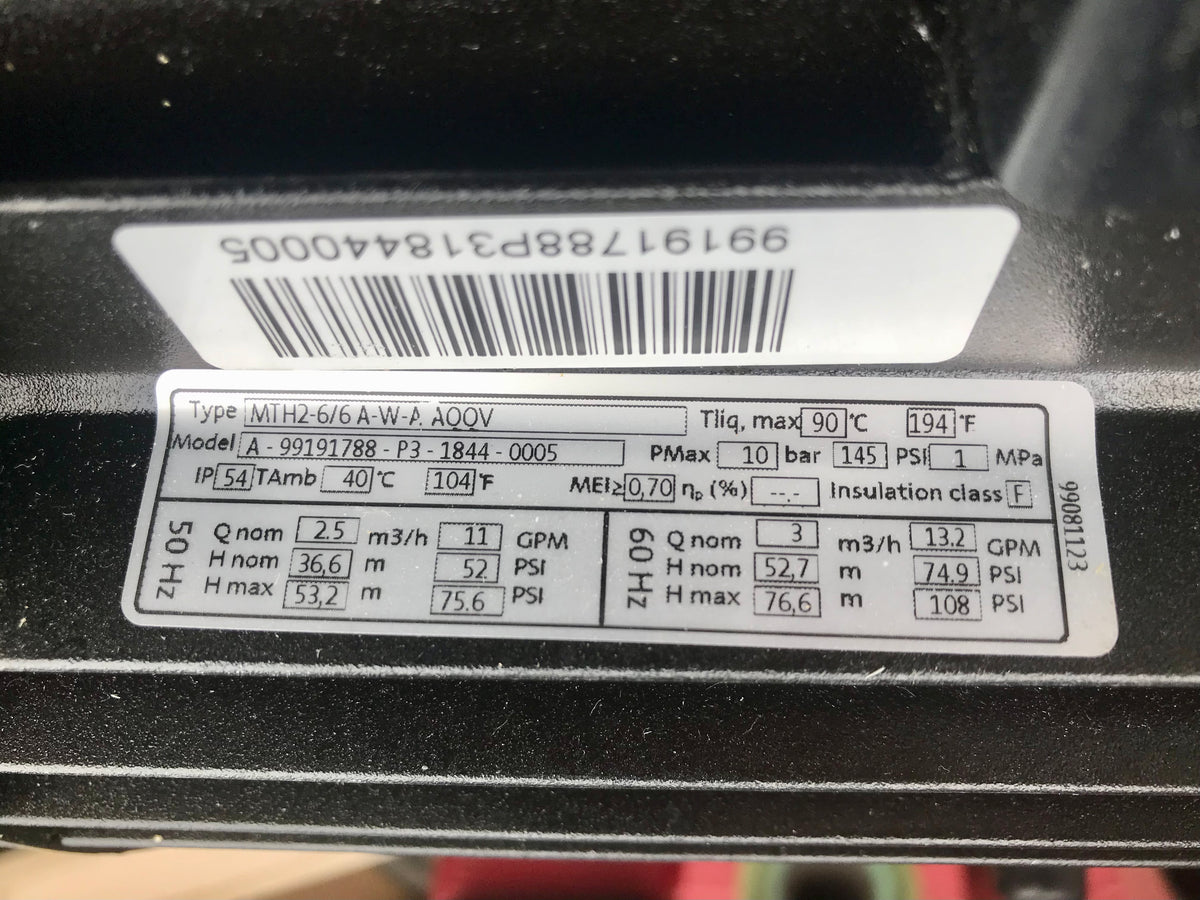 99191788P318440005
Type MTH2-6/6 A-W-A AQQV Tliq, max 90 °C 194 °F
Model A - 99191788 - P3 - 1844 - 0005 PMax 10 bar 145 PSI 1 MPa
IP 54 TAmb 40 °C 104 °F MEI≥ 0,70 ηp (%) --.- Insulation class F
50 Hz
Q nom 2.5 m3/h 11 GPM
H nom 36,6 m 52 PSI
H max 53,2 m 75.6 PSI
60 Hz
Q nom 3 m3/h 13.2 GPM
H nom 52,7 m 74.9 PSI
H max 76,6 m 108 PSI
99081123